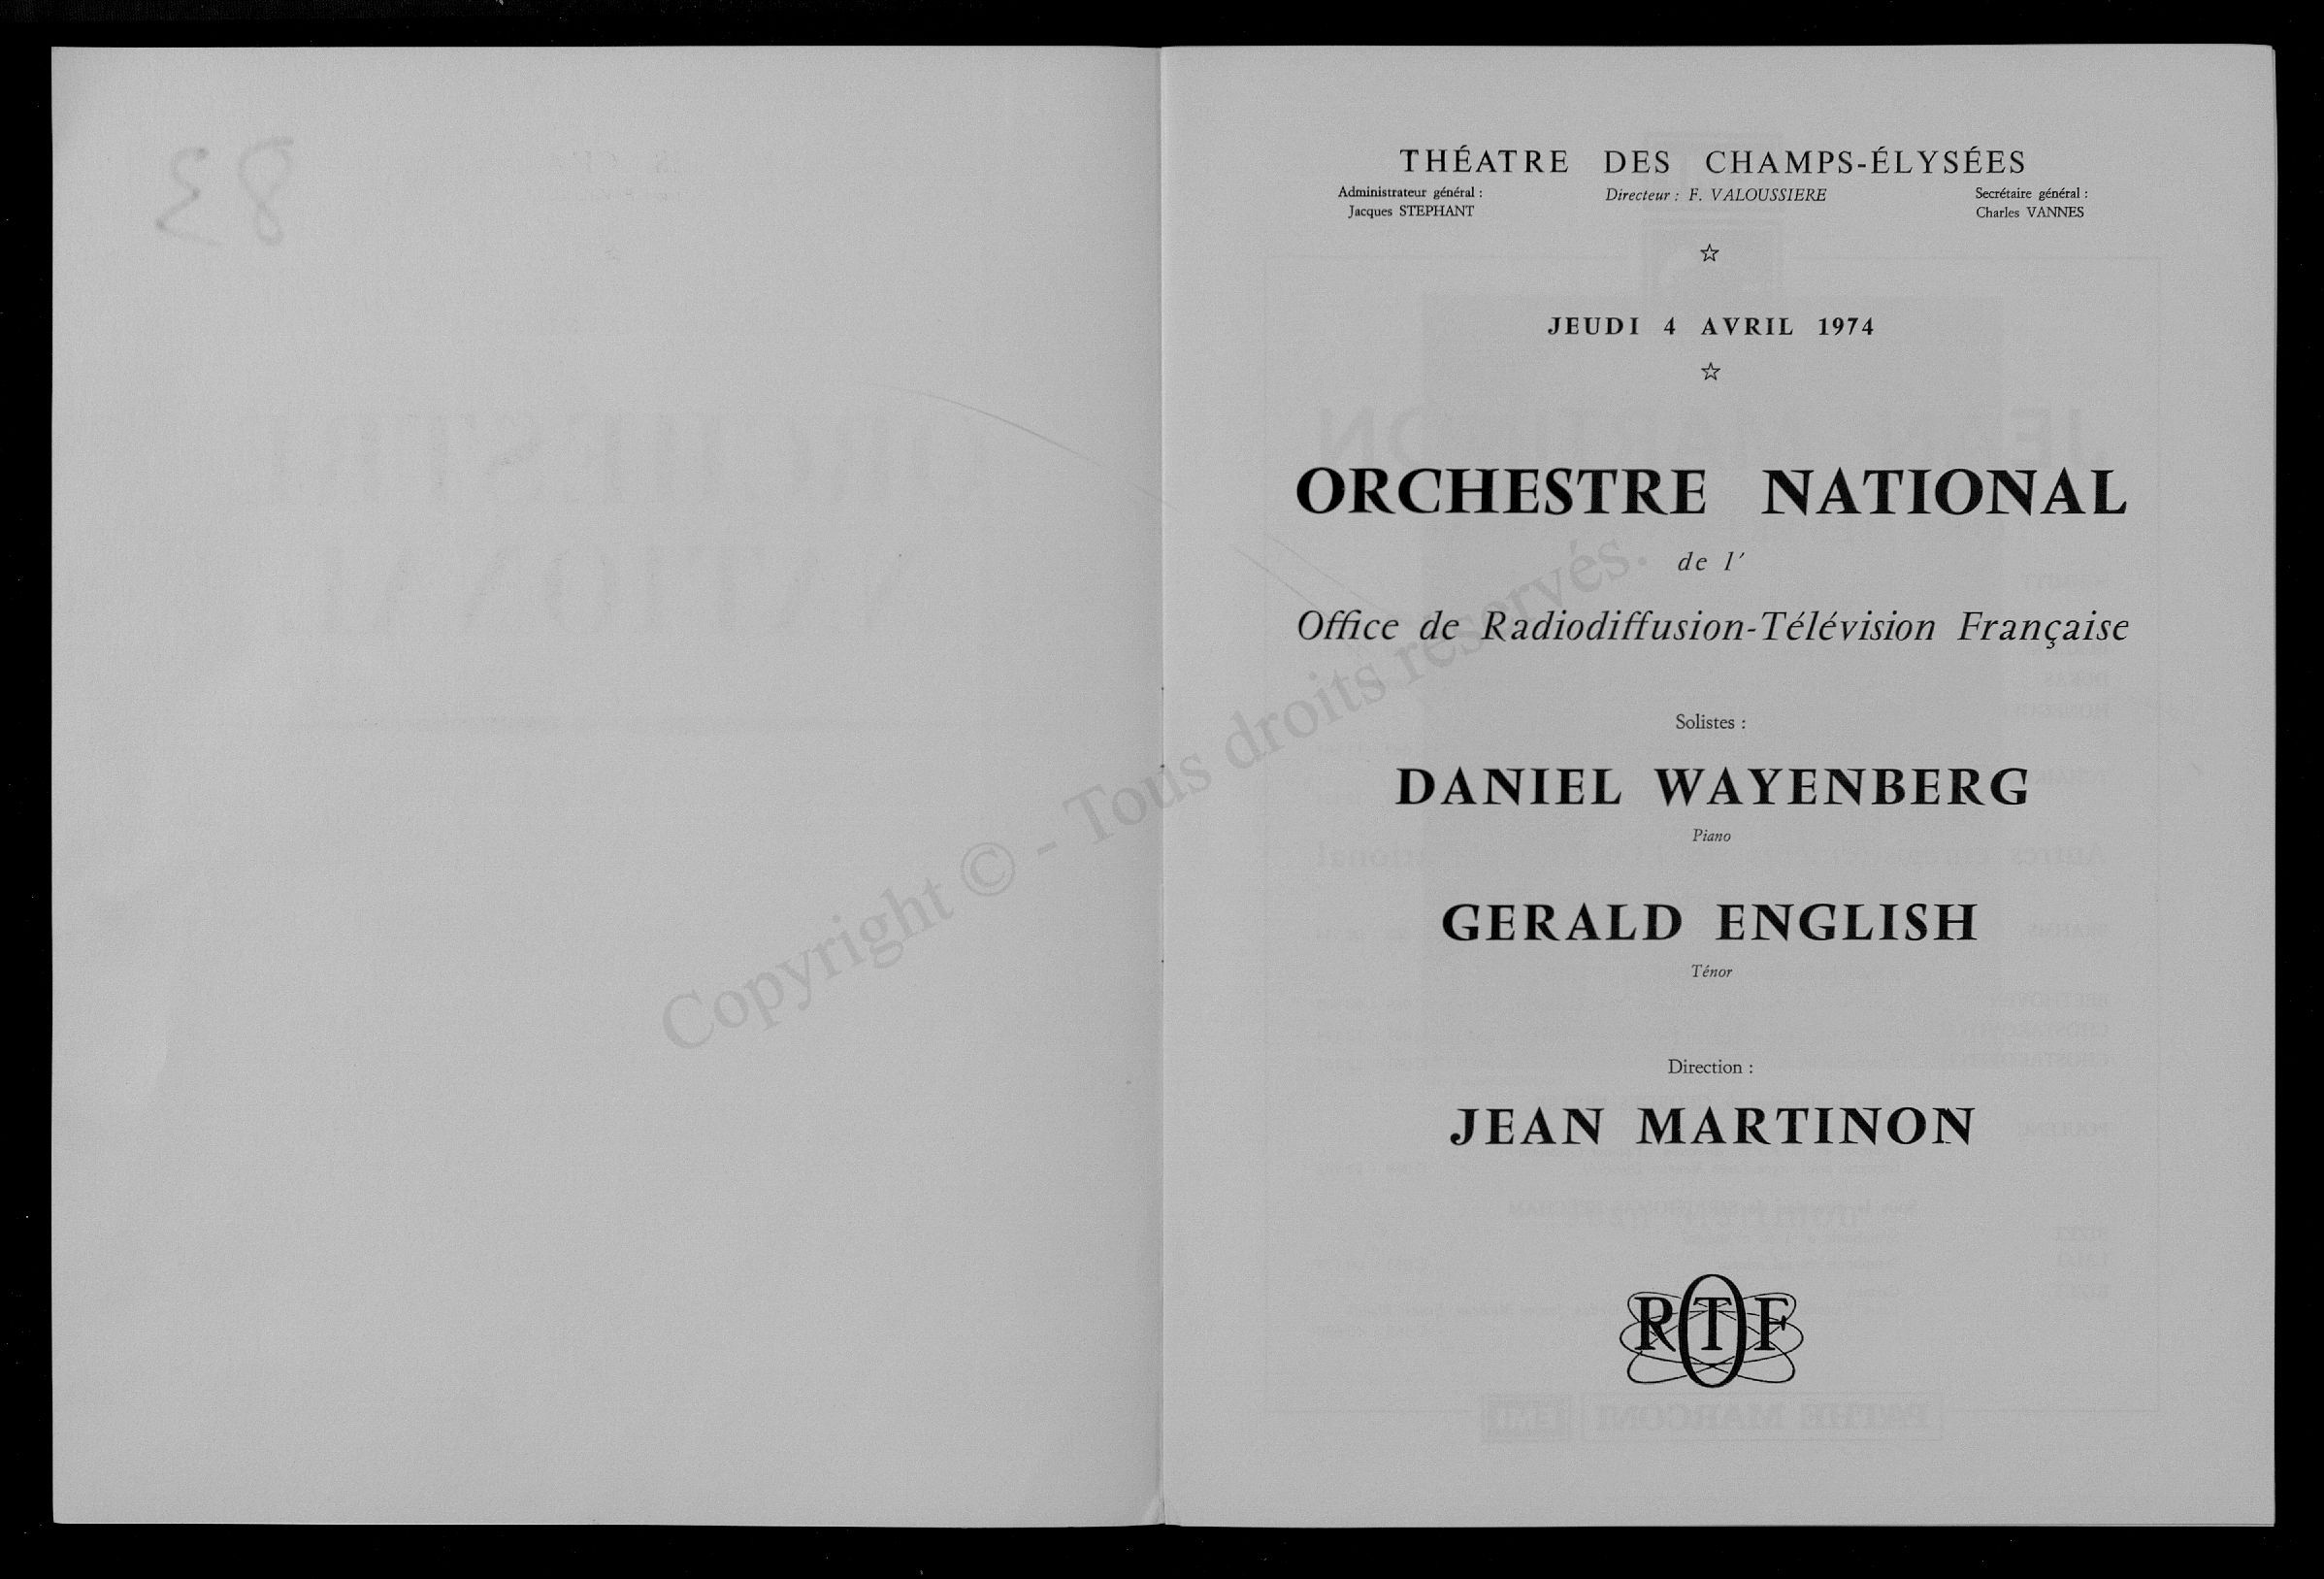 83
THÉATRE DES CHAMPS-ÉLYSÉES
Administrateur général :
Jacques STEPHANT
Directeur : F. VALOUSSIERE
Secrétaire général :
Charles VANNES
JEUDI 4 AVRIL 1974
ORCHESTRE NATIONAL
de l'
Office de Radiodiffusion-Télévision Française
Solistes :
DANIEL WAYENBERG
Piano
GERALD ENGLISH
Ténor
Direction :
JEAN MARTINON
ORTF
Copyright © - Tous droits réservés.